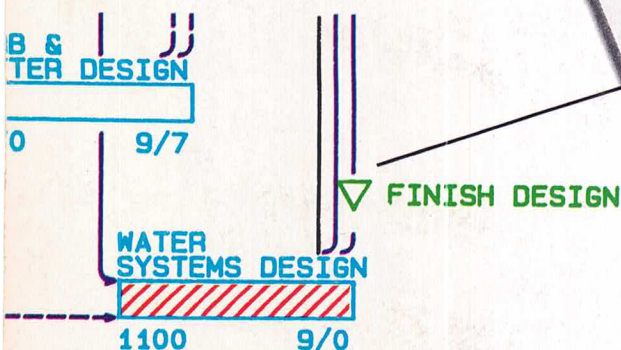 B &
TER DESIGN
0 9/7
FINISH DESIGN
WATER
SYSTEMS DESIGN
1100 9/0